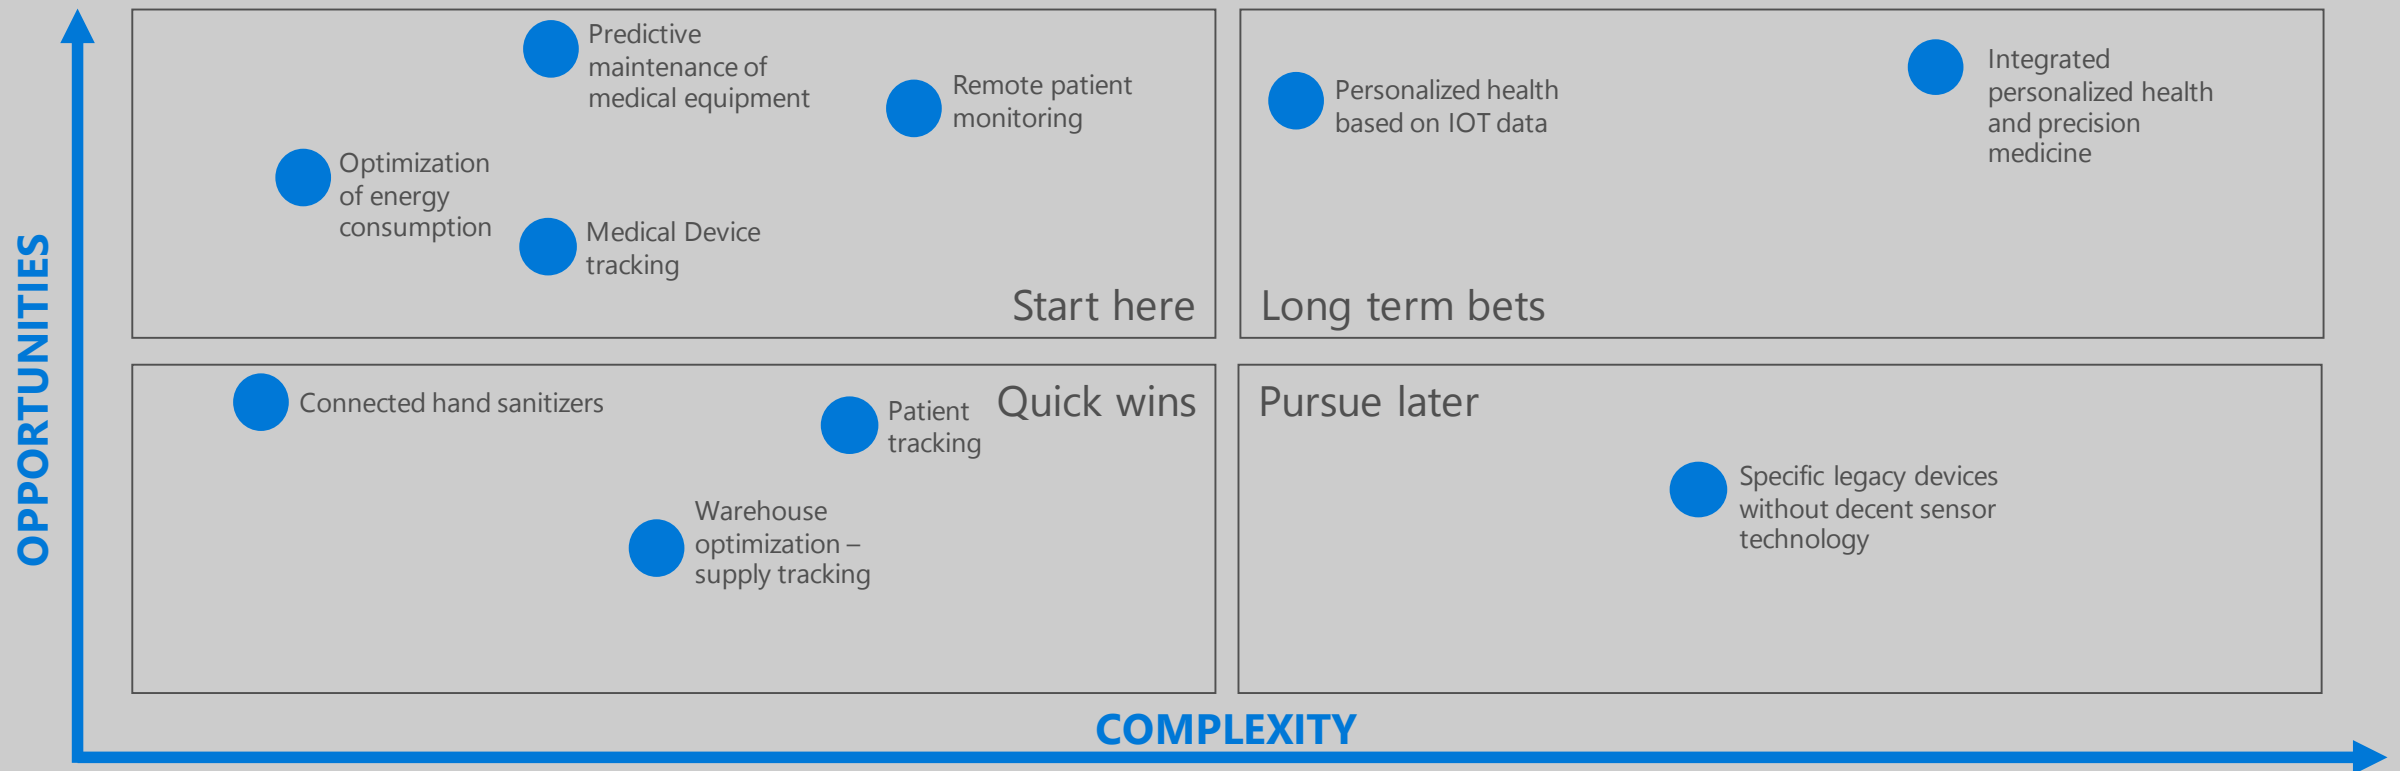 OPPORTUNITIES
Predictive
maintenance of
medical equipment
Remote patient
monitoring
Optimization
of energy
consumption
Medical Device
tracking
Start here
Personalized health
based on IOT data
Integrated
personalized health
and precision
medicine
Long term bets
Connected hand sanitizers
Patient
tracking
Quick wins
Warehouse
optimization –
supply tracking
Pursue later
Specific legacy devices
without decent sensor
technology
COMPLEXITY